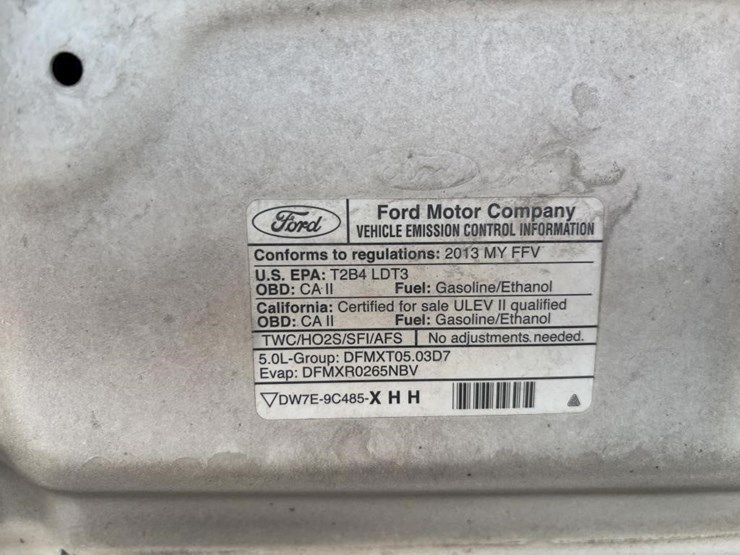 Ford
Ford Motor Company
VEHICLE EMISSION CONTROL INFORMATION
Conforms to regulations: 2013 MY FFV
U.S. EPA: T2B4 LDT3
OBD: CA II Fuel: Gasoline/Ethanol
California: Certified for sale ULEV II qualified
OBD: CA II Fuel: Gasoline/Ethanol
TWC/HO2S/SFI/AFS No adjustments needed.
5.0L-Group: DFMXT05.03D7
Evap: DFMXR0265NBV
▽DW7E-9C485-X H H